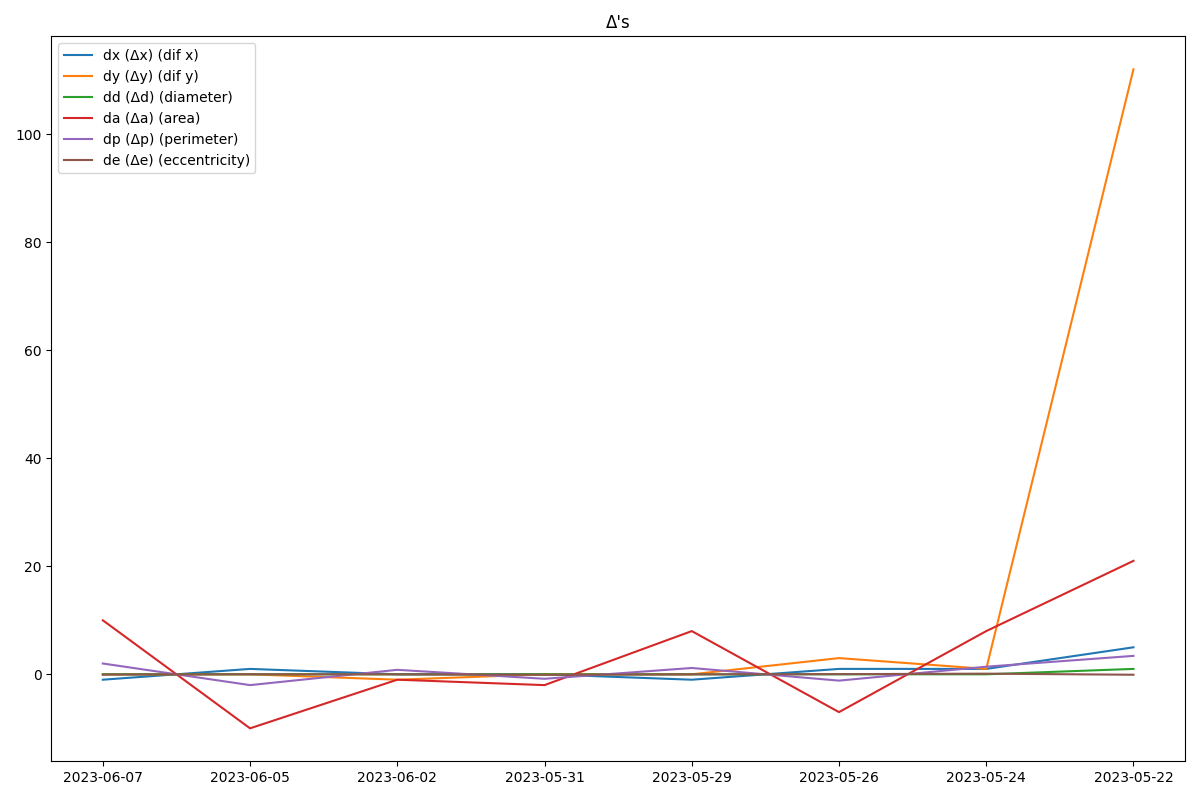 Δ's
dx (Δx) (dif x)
dy (Δy) (dif y)
dd (Δd) (diameter)
da (Δa) (area)
dp (Δp) (perimeter)
de (Δe) (eccentricity)
100
80
60
40
20
0
2023-06-07 2023-06-05 2023-06-02 2023-05-31 2023-05-29 2023-05-26 2023-05-24 2023-05-22